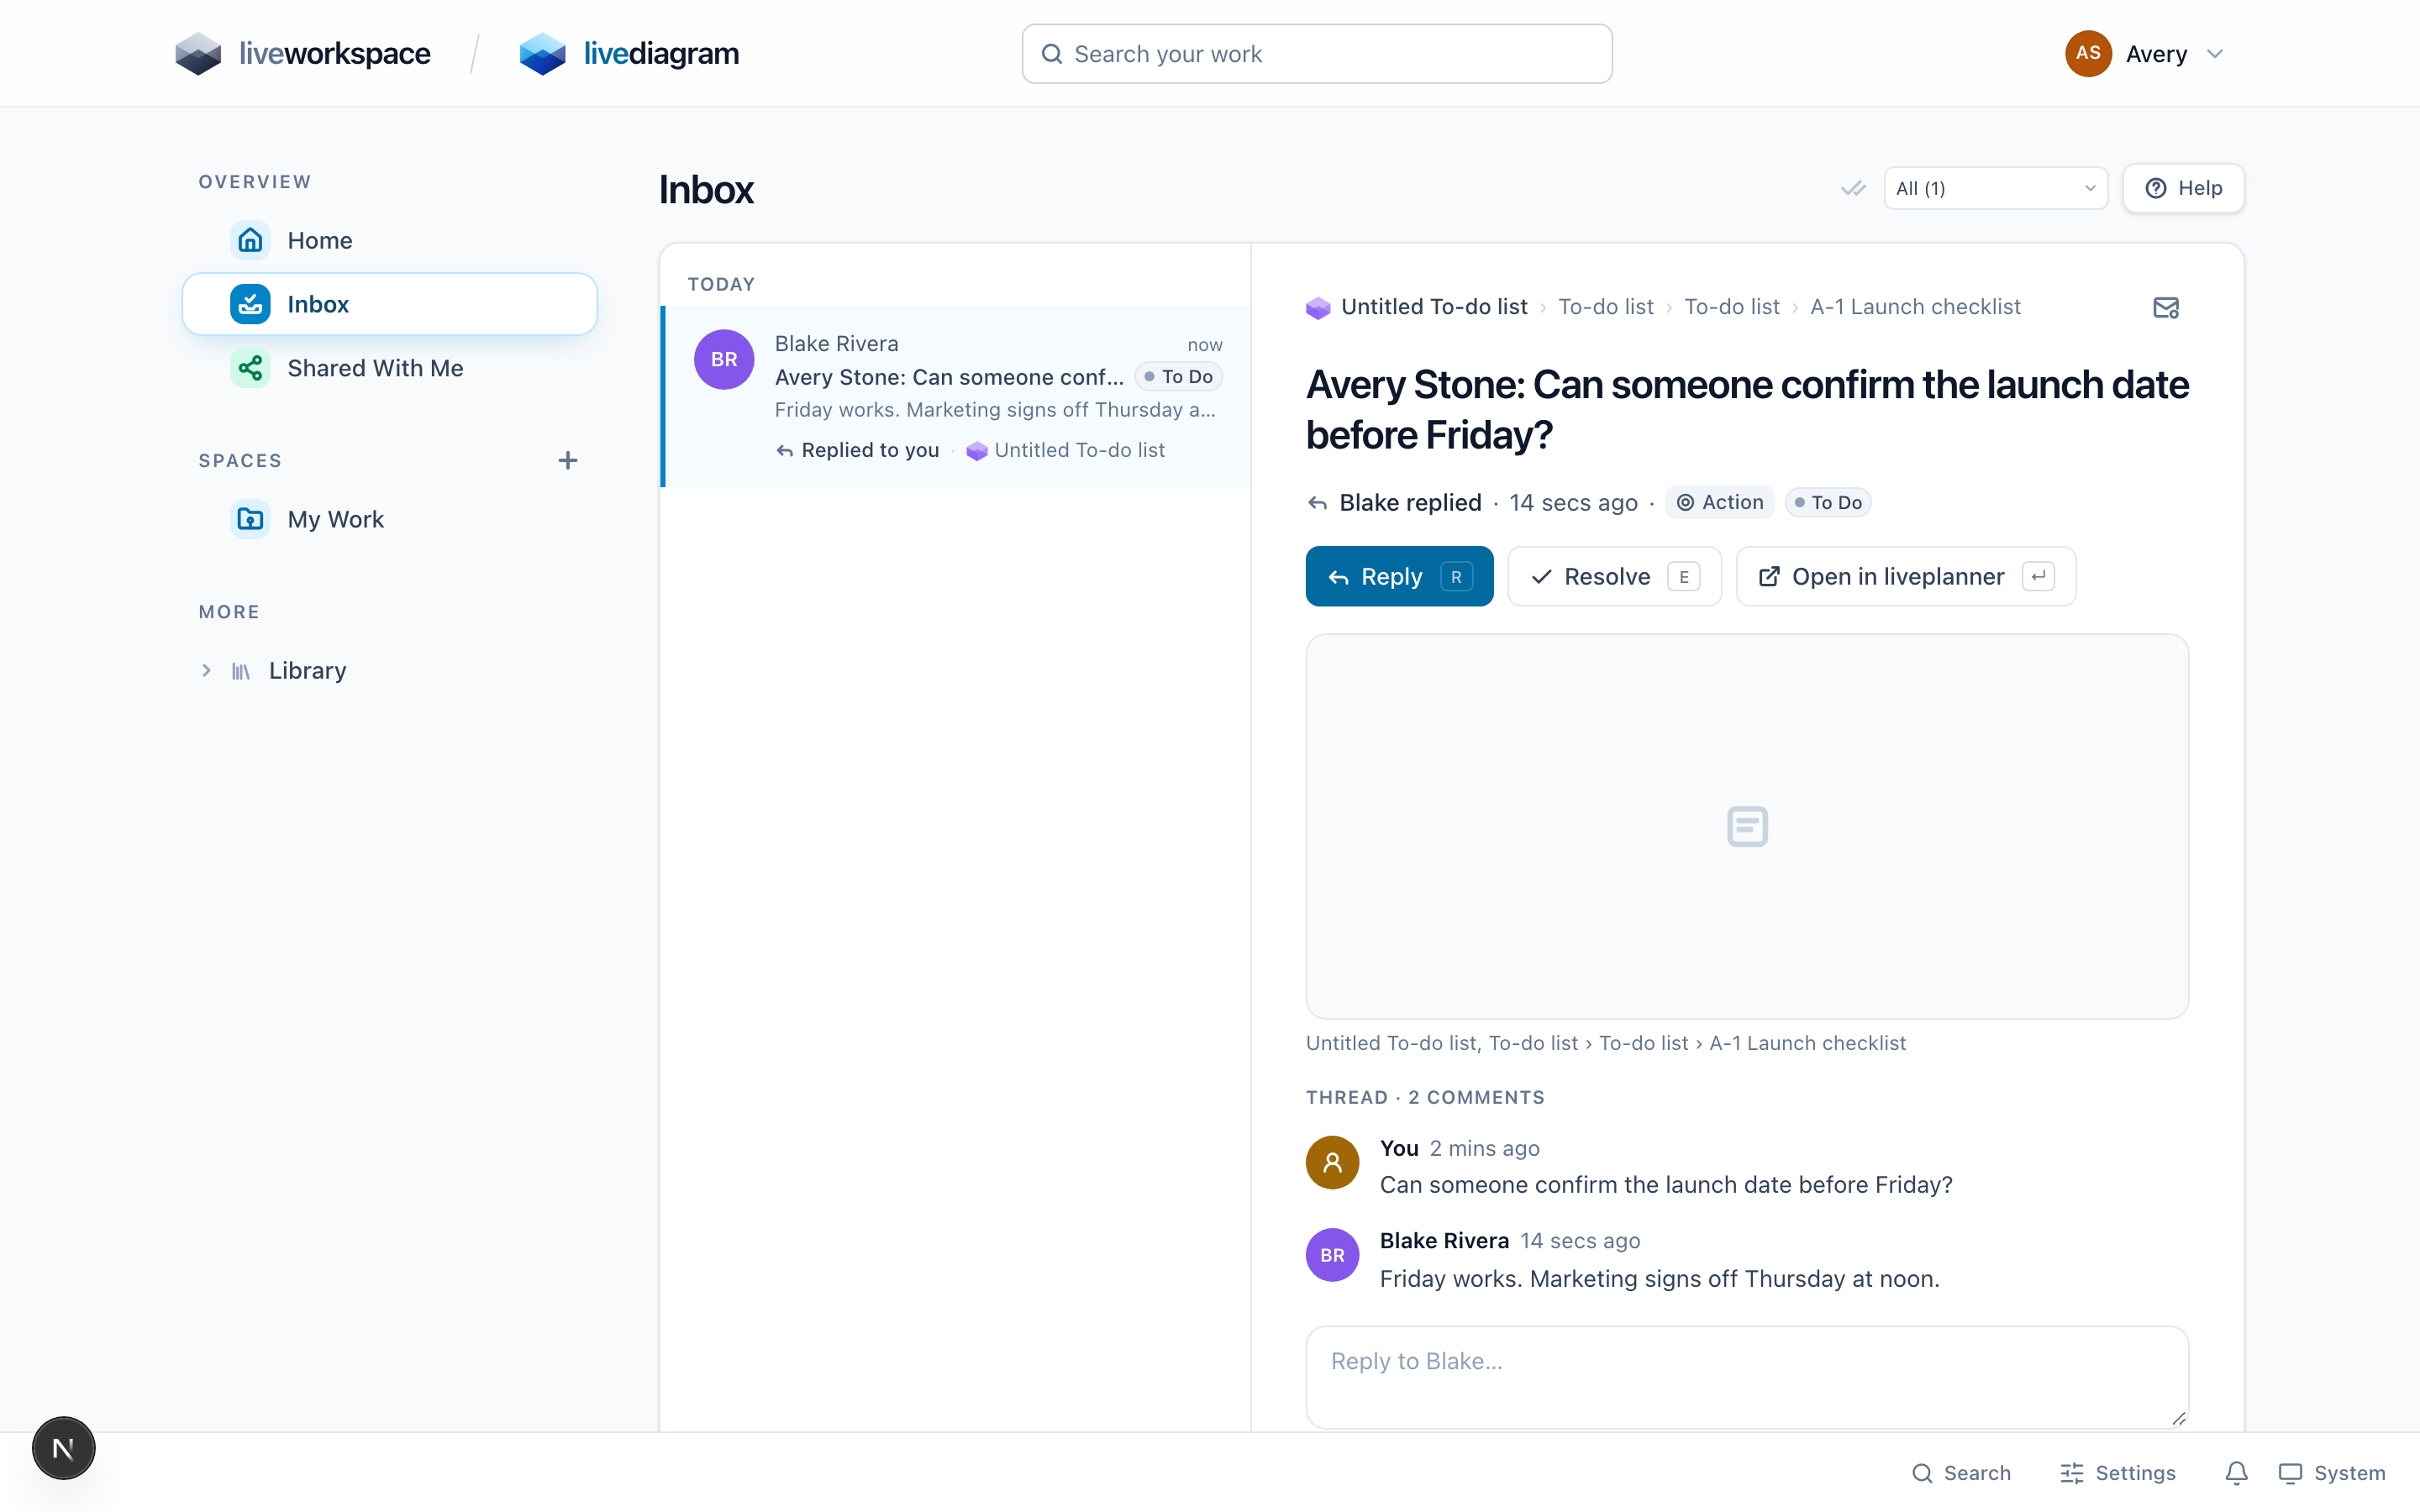 liveworkspace
livediagram
Search your work
AS
Avery
OVERVIEW
Home
Inbox
Shared With Me
SPACES
My Work
MORE
Library
Inbox
All (1)
Help
TODAY
BR
Blake Rivera
now
Avery Stone: Can someone conf...
To Do
Friday works. Marketing signs off Thursday a...
Replied to you · Untitled To-do list
Untitled To-do list › To-do list › To-do list › A-1 Launch checklist
Avery Stone: Can someone confirm the launch date
before Friday?
Blake replied · 14 secs ago · Action To Do
Reply R
Resolve E
Open in liveplanner ↵
Untitled To-do list, To-do list › To-do list › A-1 Launch checklist
THREAD · 2 COMMENTS
You 2 mins ago
Can someone confirm the launch date before Friday?
BR
Blake Rivera 14 secs ago
Friday works. Marketing signs off Thursday at noon.
Reply to Blake...
N
Search
Settings
System